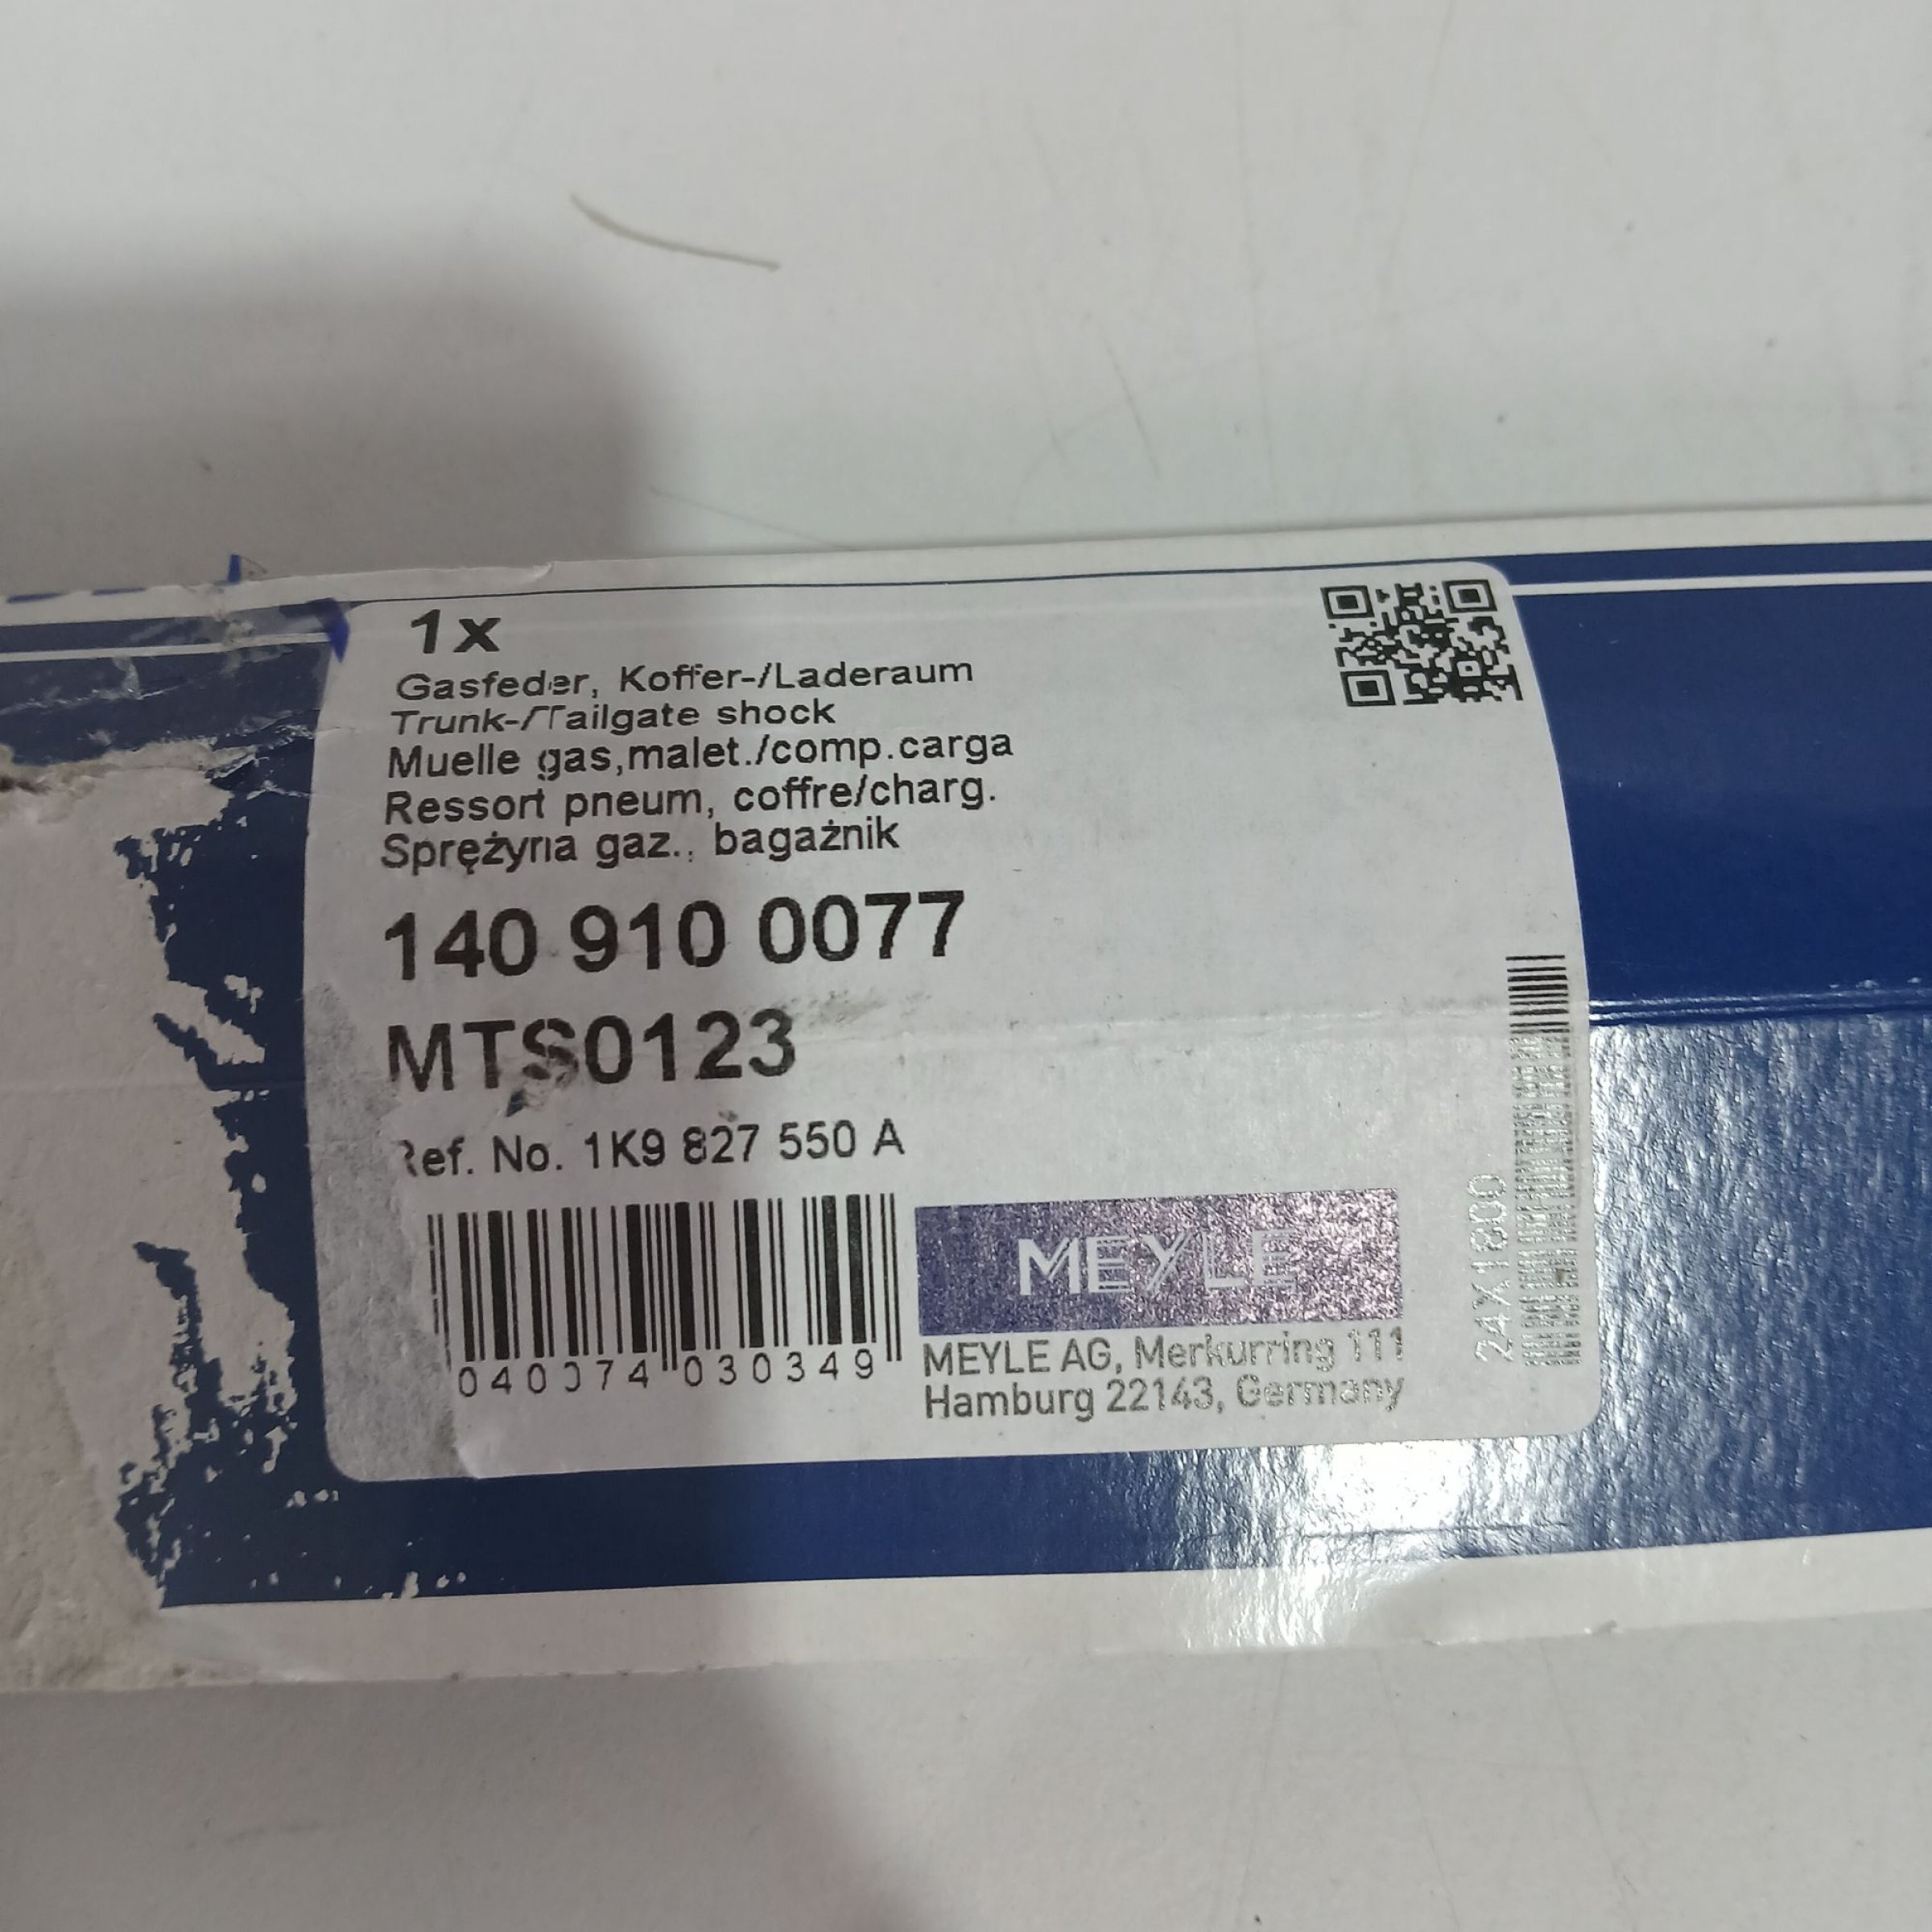 1x
Gasfeder, Koffer-/Laderaum
Trunk-/Tailgate shock
Muelle gas,malet./comp.carga
Ressort pneum, coffre/charg.
Sprężyna gaz., bagażnik
140 910 0077
MTS0123
Ref. No. 1K9 827 550 A
040074 030349
MEYLE
MEYLE AG, Merkurring 111
Hamburg 22143, Germany
24X1800